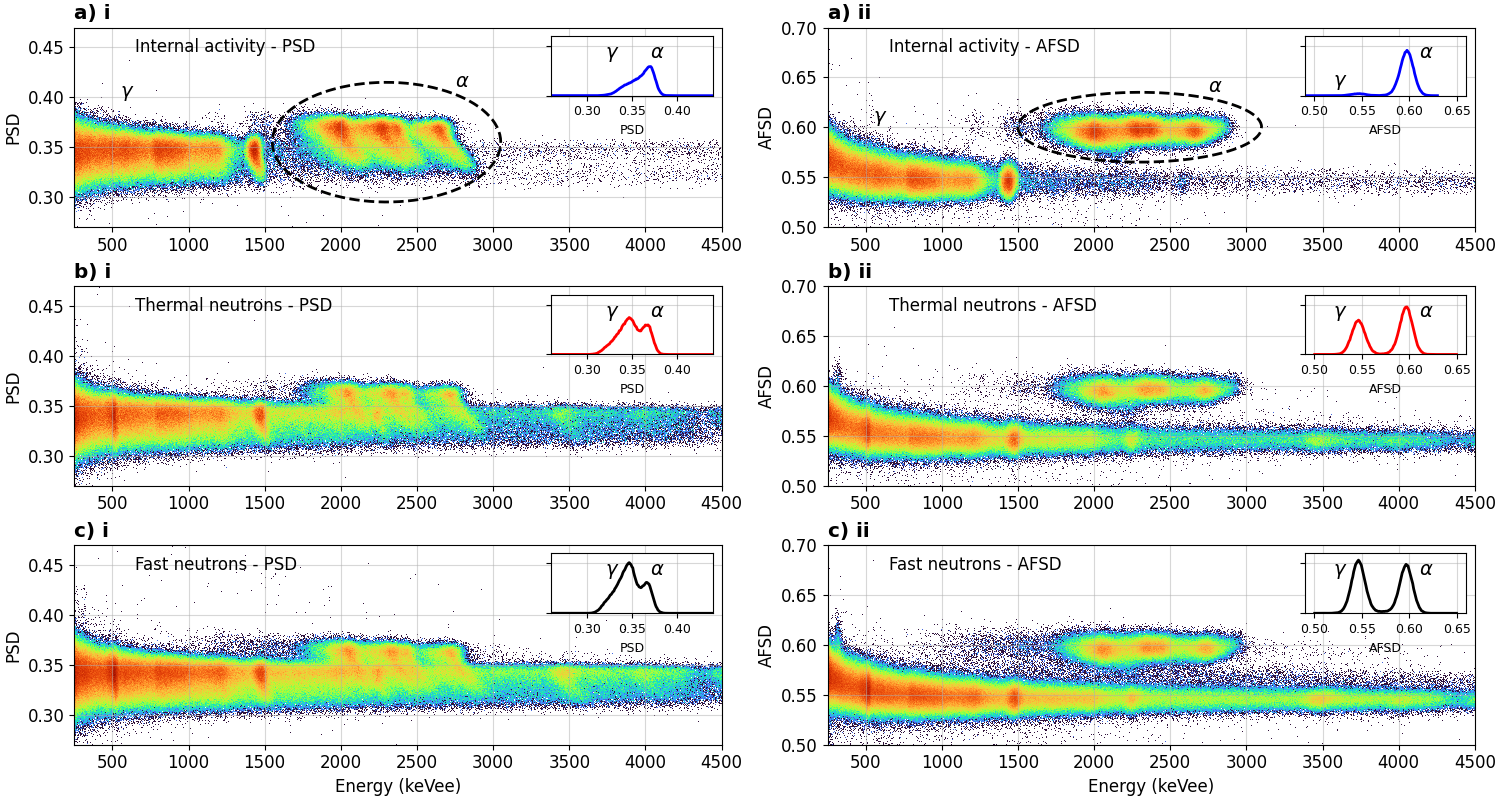 a) i
Internal activity - PSD
γ
α
γ
α
0.30 0.35 0.40
PSD
0.45
0.40
0.35
0.30
PSD
500 1000 1500 2000 2500 3000 3500 4000 4500
a) ii
Internal activity - AFSD
γ
α
γ
α
0.50 0.55 0.60 0.65
AFSD
0.70
0.65
0.60
0.55
0.50
AFSD
500 1000 1500 2000 2500 3000 3500 4000 4500
b) i
Thermal neutrons - PSD
γ
α
0.30 0.35 0.40
PSD
0.45
0.40
0.35
0.30
PSD
500 1000 1500 2000 2500 3000 3500 4000 4500
b) ii
Thermal neutrons - AFSD
γ
α
0.50 0.55 0.60 0.65
AFSD
0.70
0.65
0.60
0.55
0.50
AFSD
500 1000 1500 2000 2500 3000 3500 4000 4500
c) i
Fast neutrons - PSD
γ
α
0.30 0.35 0.40
PSD
0.45
0.40
0.35
0.30
PSD
500 1000 1500 2000 2500 3000 3500 4000 4500
Energy (keVee)
c) ii
Fast neutrons - AFSD
γ
α
0.50 0.55 0.60 0.65
AFSD
0.70
0.65
0.60
0.55
0.50
AFSD
500 1000 1500 2000 2500 3000 3500 4000 4500
Energy (keVee)